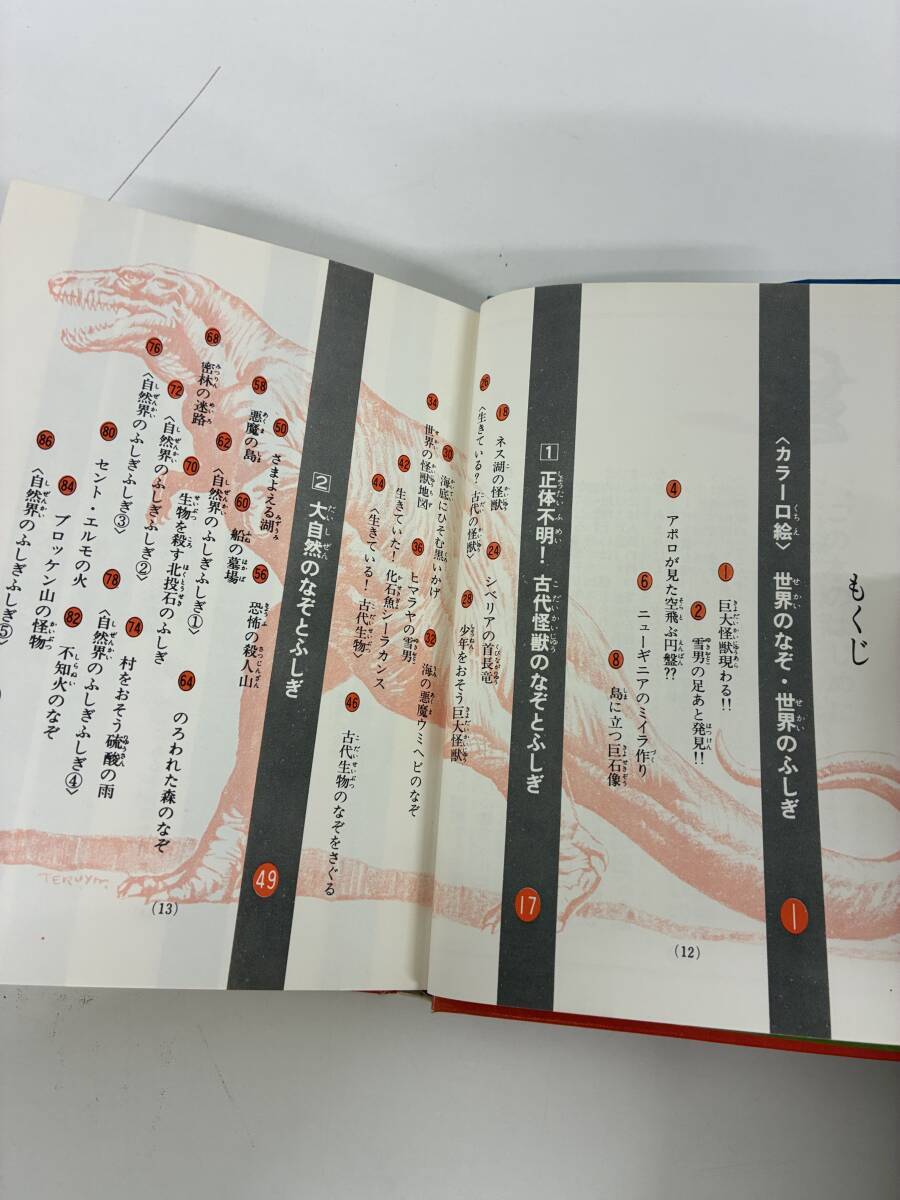 もくじ
〈カラー口絵〉 世界のなぞ・世界のふしぎ 1
1 巨大怪獣現わる!!
2 雪男の足あと発見!!
4 アポロが見た空飛ぶ円盤??
6 ニューギニアのミイラ作り
8 島に立つ巨石像
1 正体不明! 古代怪獣のなぞとふしぎ 17
18 ネス湖の怪獣
24 シベリアの首長竜
26 〈生きている? 古代の怪獣〉
28 少年をおそう巨大怪獣
30 海底にひそむ黒いかげ
32 海の悪魔ウミヘビのなぞ
34 世界の怪獣地図
36 ヒマラヤの雪男
42 生きていた! 化石魚シーラカンス
44 〈生きている! 古代生物〉
46 古代生物のなぞをさぐる
(12)
2 大自然のなぞとふしぎ 49
50 さまよえる湖
56 恐怖の殺人山
58 悪魔の島
60 船の墓場
62 〈自然界のふしぎふしぎ①〉
64 のろわれた森のなぞ
68 密林の迷路
70 生物を殺す北投石のふしぎ
72 〈自然界のふしぎふしぎ②〉
74 村をおそう硫酸の雨
76 〈自然界のふしぎふしぎ③〉
78 〈自然界のふしぎふしぎ④〉
80 セント・エルモの火
82 不知火のなぞ
84 ブロッケン山の怪物
86 〈自然界のふしぎふしぎ⑤〉
(13)